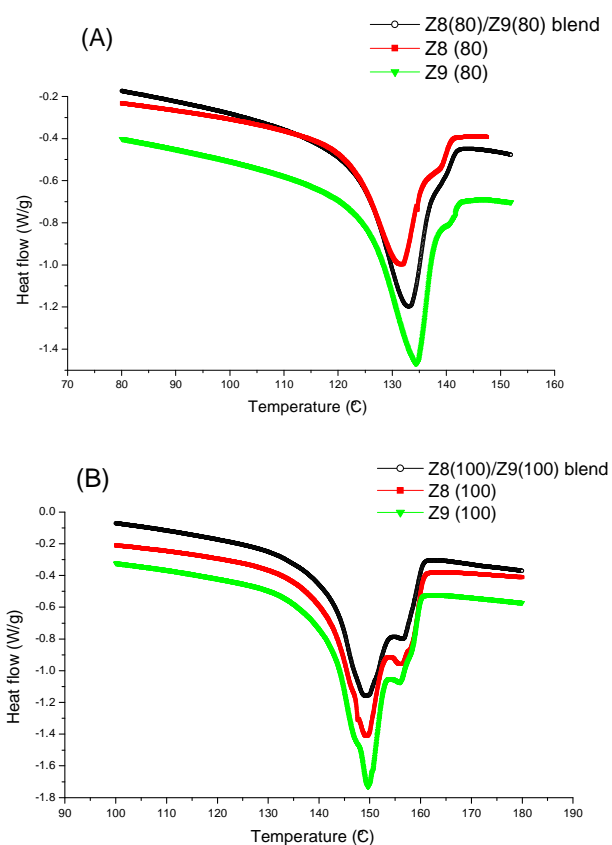 (A)
Z8(80)/Z9(80) blend
Z8 (80)
Z9 (80)
-0.2
-0.4
-0.6
-0.8
-1.0
-1.2
-1.4
Heat flow (W/g)
70 80 90 100 110 120 130 140 150 160
Temperature (°C)
(B)
Z8(100)/Z9(100) blend
Z8 (100)
Z9 (100)
0.0
-0.2
-0.4
-0.6
-0.8
-1.0
-1.2
-1.4
-1.6
-1.8
Heat flow (W/g)
90 100 110 120 130 140 150 160 170 180 190
Temperature (°C)